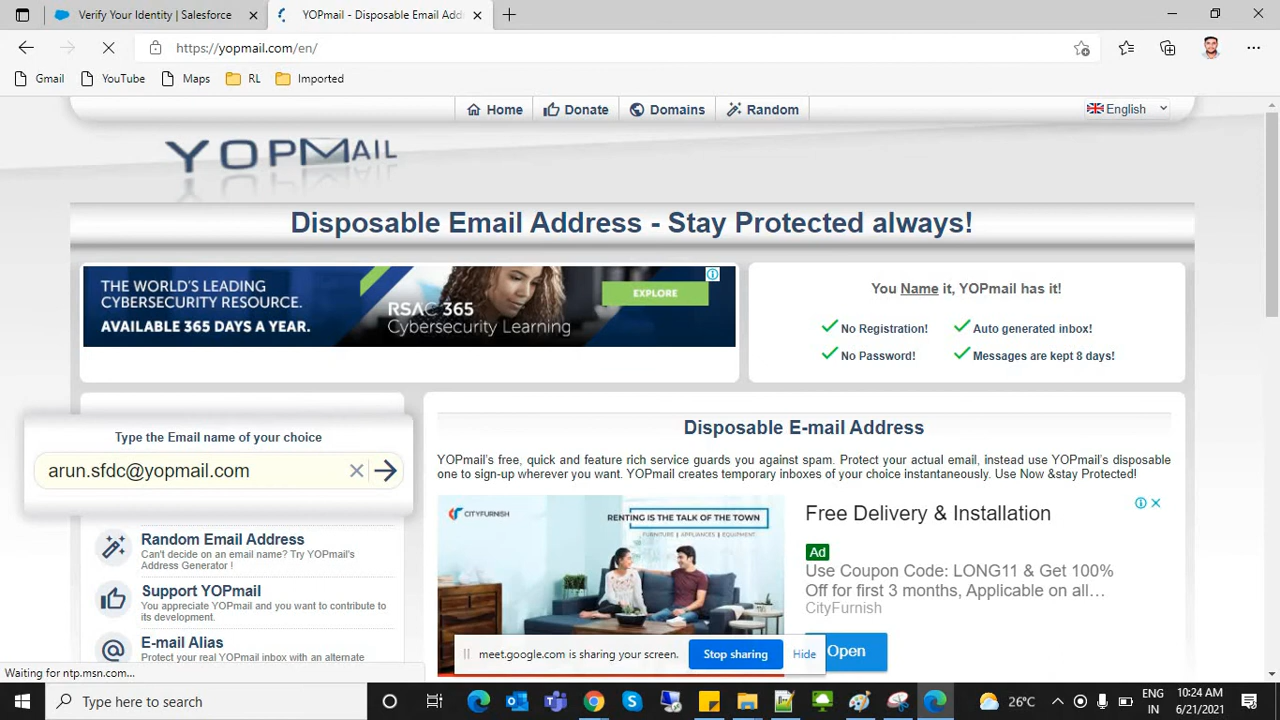 Verify Your Identity | Salesforce
YOPmail - Disposable Email Addr
https://yopmail.com/en/
Gmail
YouTube
Maps
RL
Imported
Home
Donate
Domains
Random
English
YOPMAIL
Disposable Email Address - Stay Protected always!
THE WORLD'S LEADING
CYBERSECURITY RESOURCE.
AVAILABLE 365 DAYS A YEAR.
RSAC 365
Cybersecurity Learning
EXPLORE
You Name it, YOPmail has it!
No Registration!
Auto generated inbox!
No Password!
Messages are kept 8 days!
Type the Email name of your choice
arun.sfdc@yopmail.com
Random Email Address
Can't decide on an email name? Try YOPmail's
Address Generator !
Support YOPmail
You appreciate YOPmail and you want to contribute to
its development.
E-mail Alias
Protect your real YOPmail inbox with an alternate
Disposable E-mail Address
YOPmail's free, quick and feature rich service guards you against spam. Protect your actual email, instead use YOPmail's disposable
one to sign-up wherever you want. YOPmail creates temporary inboxes of your choice instantaneously. Use Now &stay Protected!
CITYFURNISH
RENTING IS THE TALK OF THE TOWN
FURNITURE | APPLIANCES | EQUIPMENT
Free Delivery & Installation
Ad
Use Coupon Code: LONG11 & Get 100%
Off for first 3 months, Applicable on all…
CityFurnish
Open
meet.google.com is sharing your screen.
Stop sharing
Hide
Waiting for ntp.msn.com...
Type here to search
26°C
ENG
IN
10:24 AM
6/21/2021